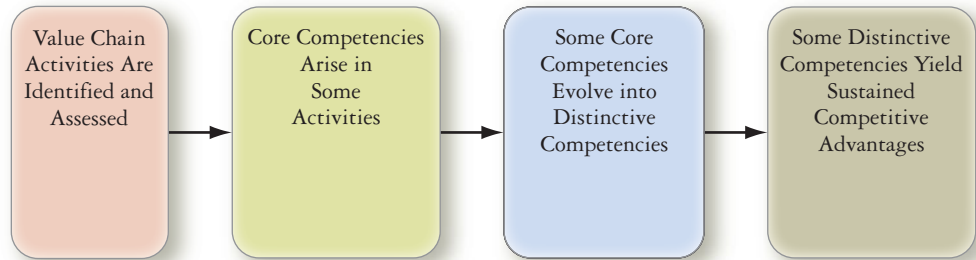 Value Chain
Activities Are
Identified and
Assessed
Core Competencies
Arise in
Some
Activities
Some Core
Competencies
Evolve into
Distinctive
Competencies
Some Distinctive
Competencies Yield
Sustained
Competitive
Advantages